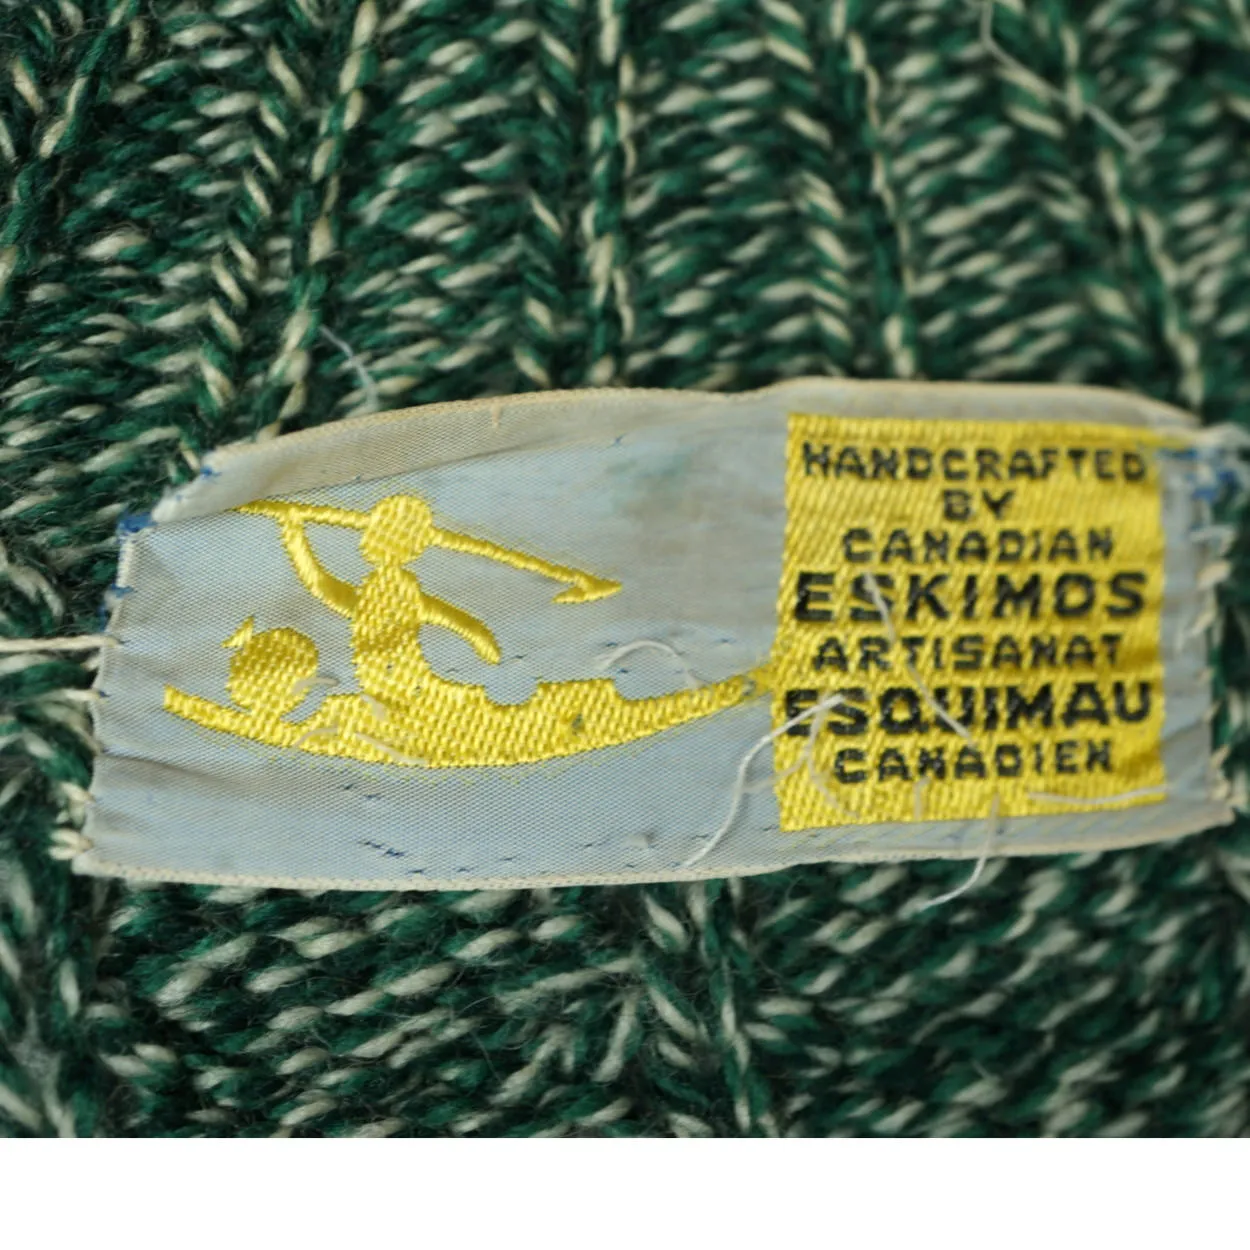 HANDCRAFTED
BY
CANADIAN
ESKIMOS
ARTISANAT
ESQUIMAU
CANADIEN